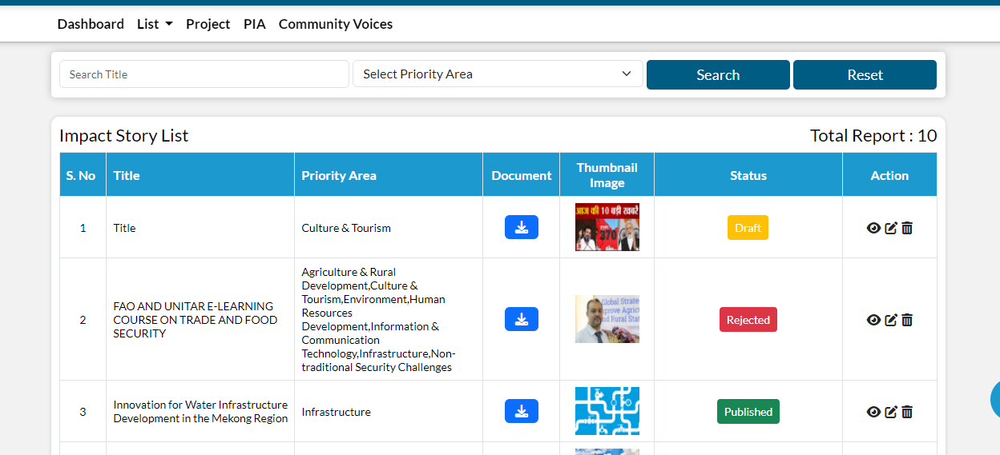 Dashboard List Project PIA Community Voices
Search Title Select Priority Area Search Reset
Impact Story List Total Report : 10
S. No Title Priority Area Document Thumbnail Image Status Action
1 Title Culture & Tourism
आज की 10 बड़ी खबरें
370
Draft
2
FAO AND UNITAR E-LEARNING
COURSE ON TRADE AND FOOD
SECURITY
Agriculture & Rural
Development,Culture &
Tourism,Environment,Human
Resources
Development,Information &
Communication
Technology,Infrastructure,Non-
traditional Security Challenges
Global Strate
prove Agric
nd Rural Stat
Rejected
3
Innovation for Water Infrastructure
Development in the Mekong Region
Infrastructure
Published